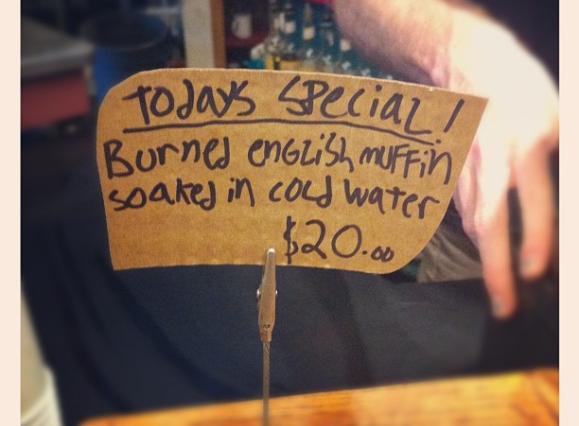 todays special!
Burned english muffin
soaked in cold water
$20.00